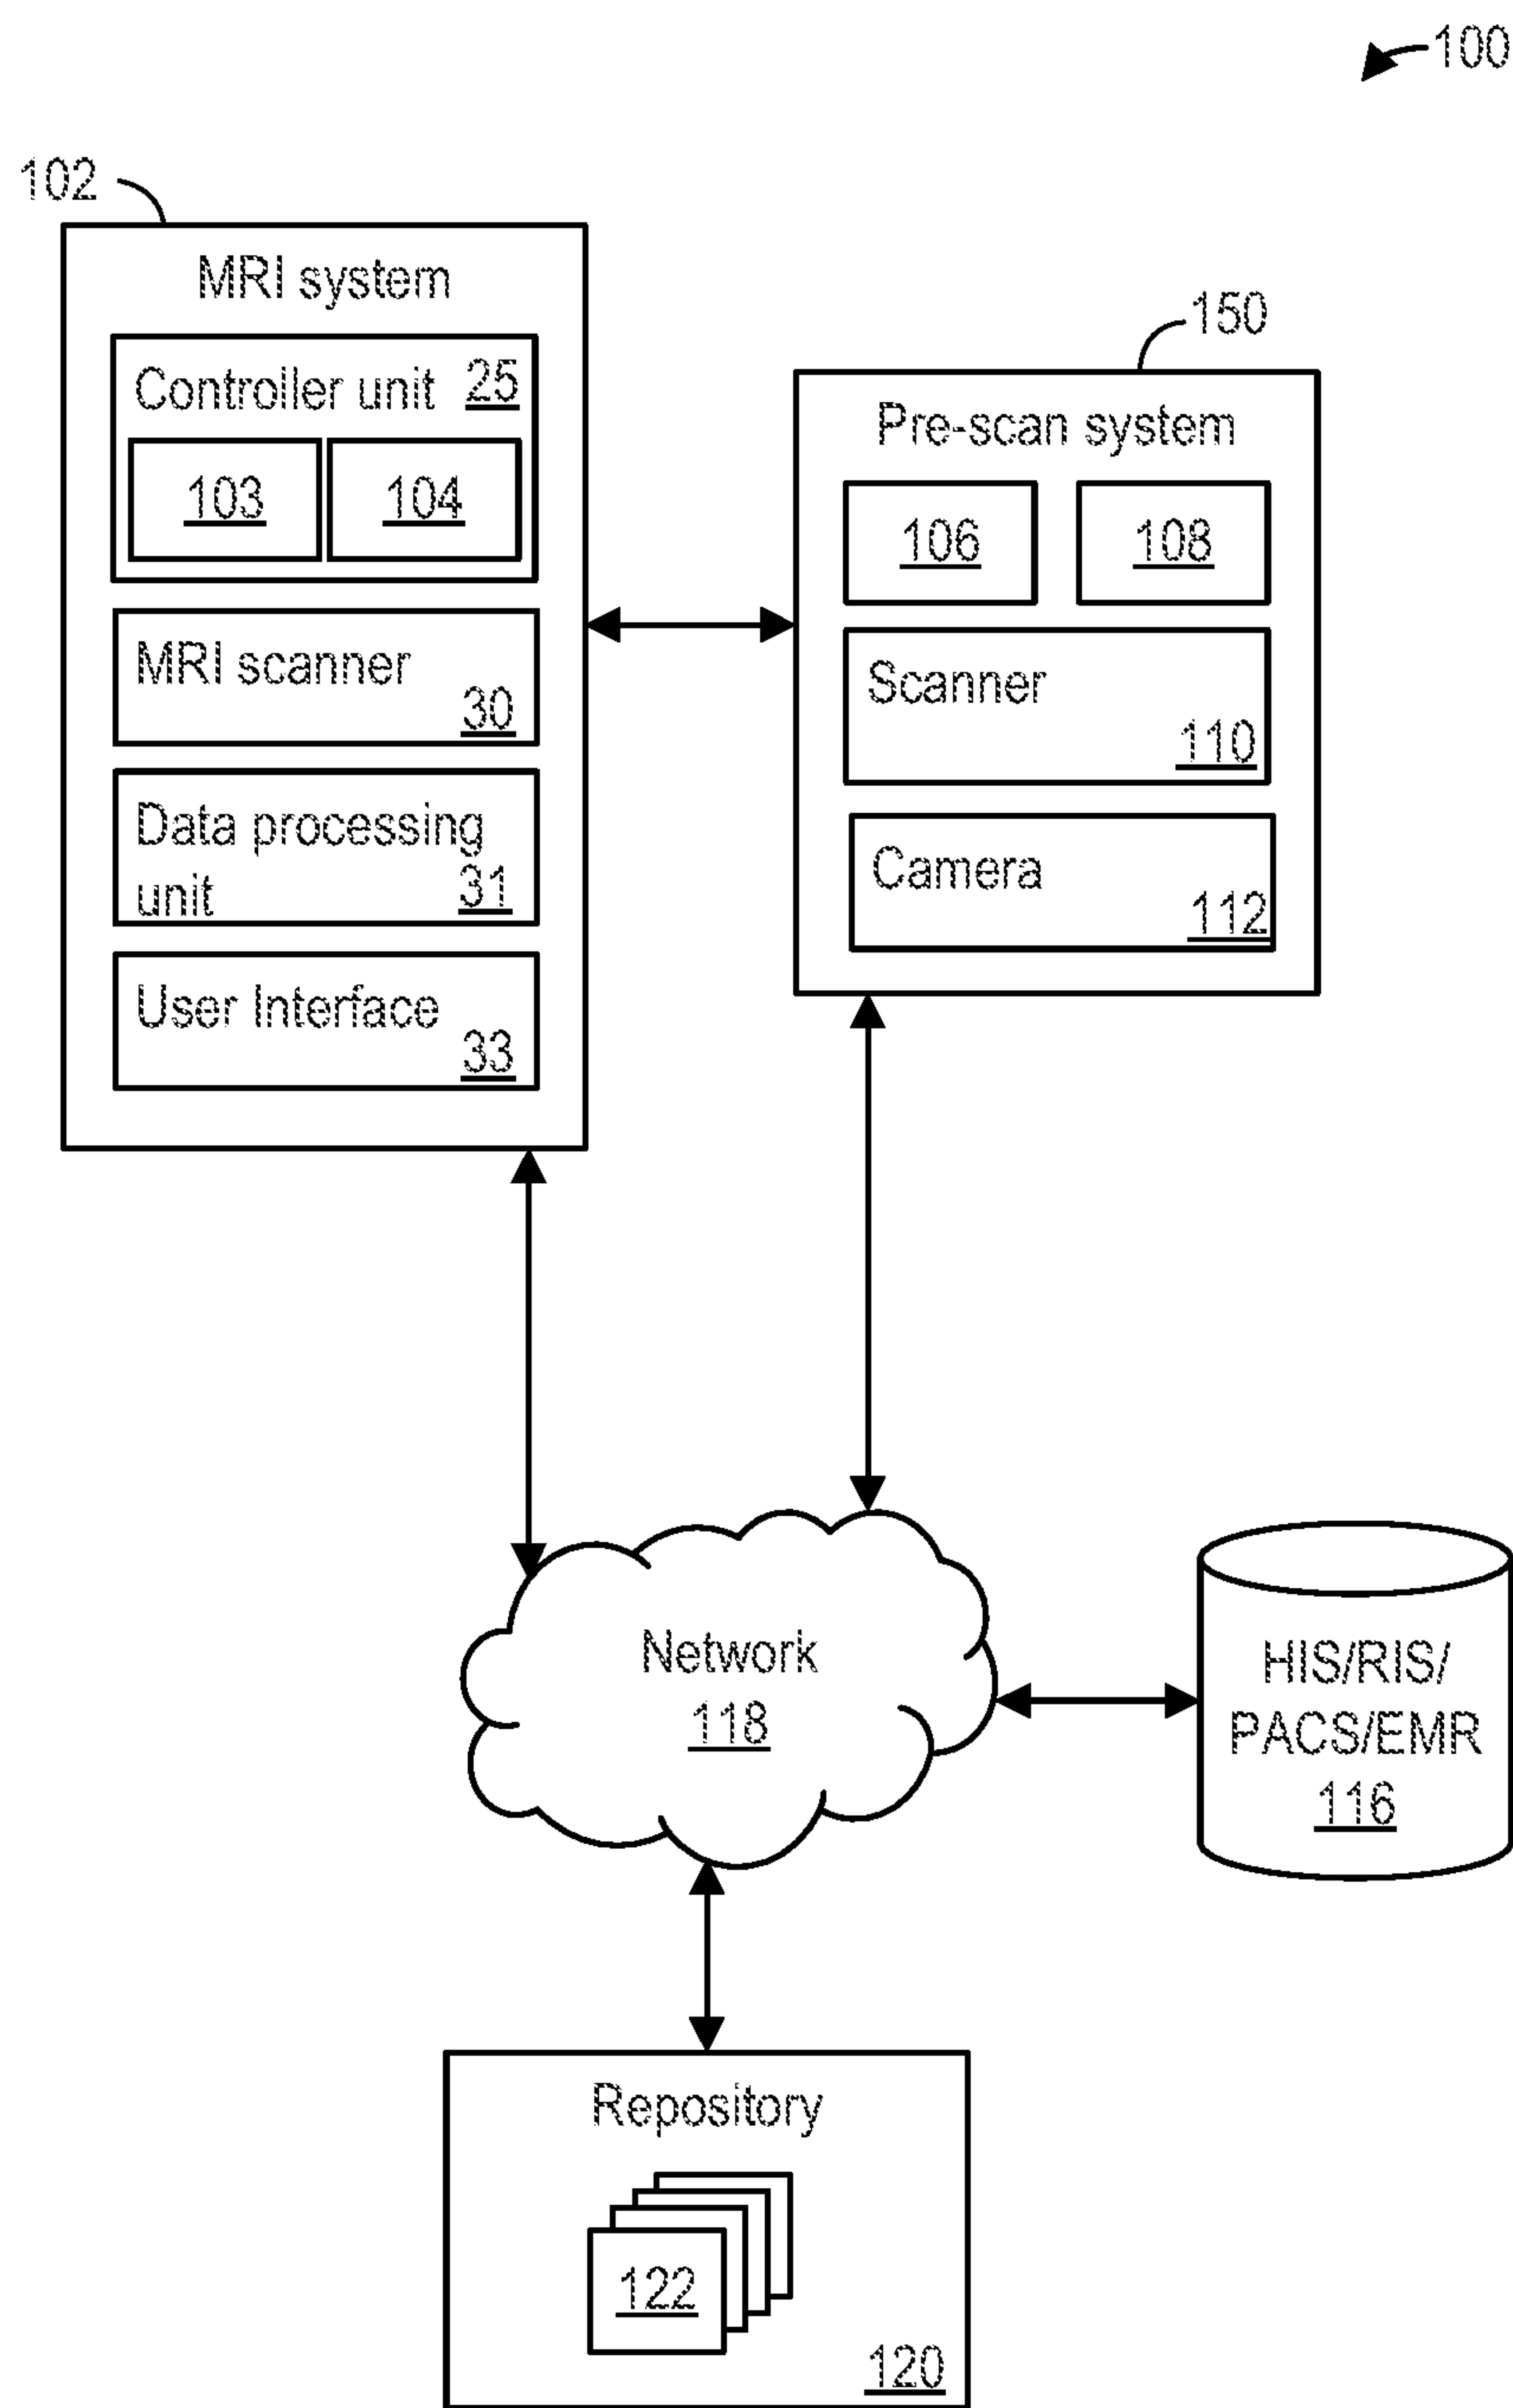 100
102
MRI system
Controller unit 25
103 104
MRI scanner
30
Data processing
unit 31
User Interface
33
150
Pre-scan system
106 108
Scanner
110
Camera
112
Network
118
HIS/RIS/
PACS/EMR
116
Repository
122
120